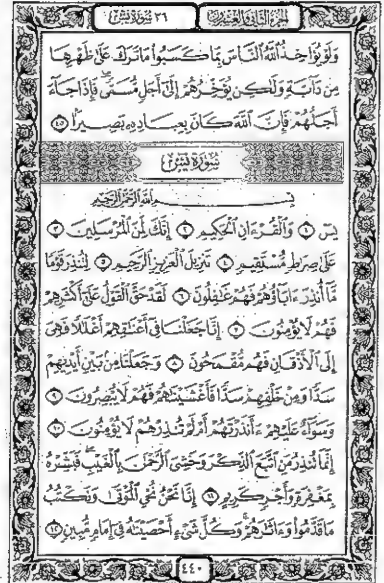 الجزء الثاني والعشرون ٣٦ سورة يس
وَلَوْ يُؤَاخِذُ ٱللَّهُ ٱلنَّاسَ بِمَا كَسَبُوا۟ مَا تَرَكَ عَلَىٰ ظَهْرِهَا
مِن دَآبَّةٍ وَلَٰكِن يُؤَخِّرُهُمْ إِلَىٰٓ أَجَلٍ مُّسَمًّى ۖ فَإِذَا جَآءَ
أَجَلُهُمْ فَإِنَّ ٱللَّهَ كَانَ بِعِبَادِهِۦ بَصِيرًۢا ٤٥
سورة يس
بِسْمِ ٱللَّهِ ٱلرَّحْمَٰنِ ٱلرَّحِيمِ
يسٓ ١ وَٱلْقُرْءَانِ ٱلْحَكِيمِ ٢ إِنَّكَ لَمِنَ ٱلْمُرْسَلِينَ ٣
عَلَىٰ صِرَٰطٍ مُّسْتَقِيمٍ ٤ تَنزِيلَ ٱلْعَزِيزِ ٱلرَّحِيمِ ٥ لِتُنذِرَ قَوْمًا
مَّآ أُنذِرَ ءَابَآؤُهُمْ فَهُمْ غَٰفِلُونَ ٦ لَقَدْ حَقَّ ٱلْقَوْلُ عَلَىٰٓ أَكْثَرِهِمْ
فَهُمْ لَا يُؤْمِنُونَ ٧ إِنَّا جَعَلْنَا فِىٓ أَعْنَٰقِهِمْ أَغْلَٰلًا فَهِىَ
إِلَى ٱلْأَذْقَانِ فَهُم مُّقْمَحُونَ ٨ وَجَعَلْنَا مِنۢ بَيْنِ أَيْدِيهِمْ
سَدًّا وَمِنْ خَلْفِهِمْ سَدًّا فَأَغْشَيْنَٰهُمْ فَهُمْ لَا يُبْصِرُونَ ٩
وَسَوَآءٌ عَلَيْهِمْ ءَأَنذَرْتَهُمْ أَمْ لَمْ تُنذِرْهُمْ لَا يُؤْمِنُونَ ١٠
إِنَّمَا تُنذِرُ مَنِ ٱتَّبَعَ ٱلذِّكْرَ وَخَشِىَ ٱلرَّحْمَٰنَ بِٱلْغَيْبِ ۖ فَبَشِّرْهُ
بِمَغْفِرَةٍ وَأَجْرٍ كَرِيمٍ ١١ إِنَّا نَحْنُ نُحْىِ ٱلْمَوْتَىٰ وَنَكْتُبُ
مَا قَدَّمُوا۟ وَءَاثَٰرَهُمْ ۚ وَكُلَّ شَىْءٍ أَحْصَيْنَٰهُ فِىٓ إِمَامٍ مُّبِينٍ ١٢
٤٤٠